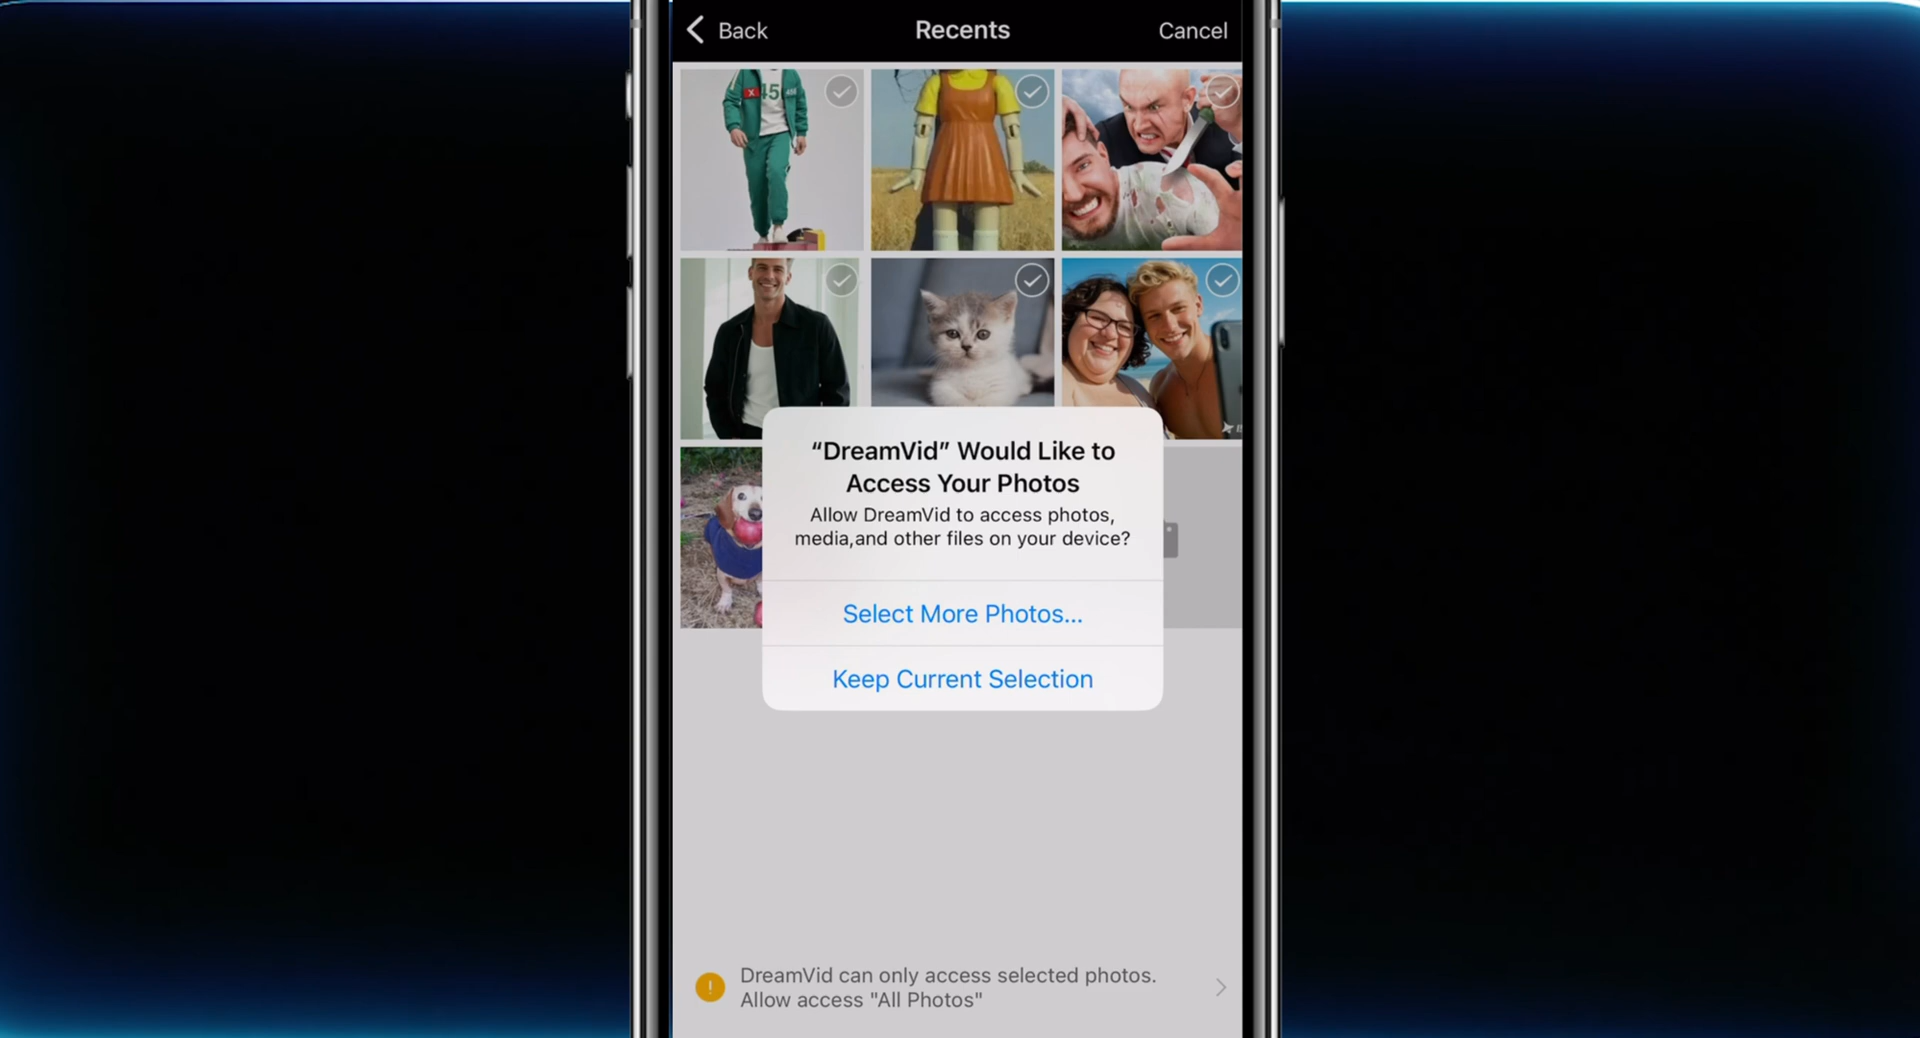 Back
Recents
Cancel
X 456 456
“DreamVid” Would Like to
Access Your Photos
Allow DreamVid to access photos,
media,and other files on your device?
Select More Photos...
Keep Current Selection
DreamVid can only access selected photos.
Allow access "All Photos"